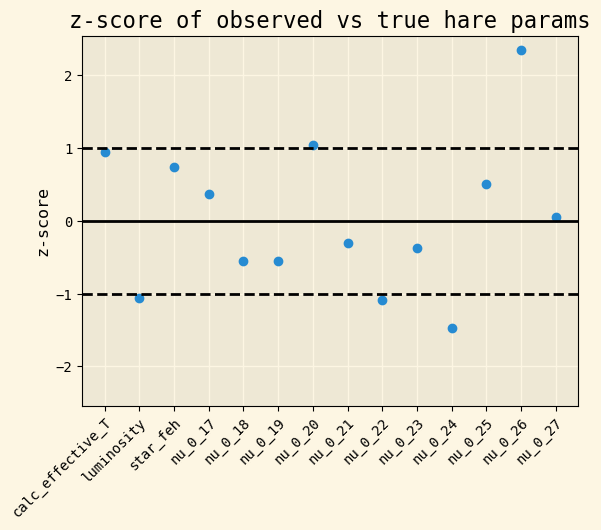 z-score of observed vs true hare params
z-score
2
1
0
−1
−2
calc_effective_T
luminosity
star_feh
nu_0_17
nu_0_18
nu_0_19
nu_0_20
nu_0_21
nu_0_22
nu_0_23
nu_0_24
nu_0_25
nu_0_26
nu_0_27